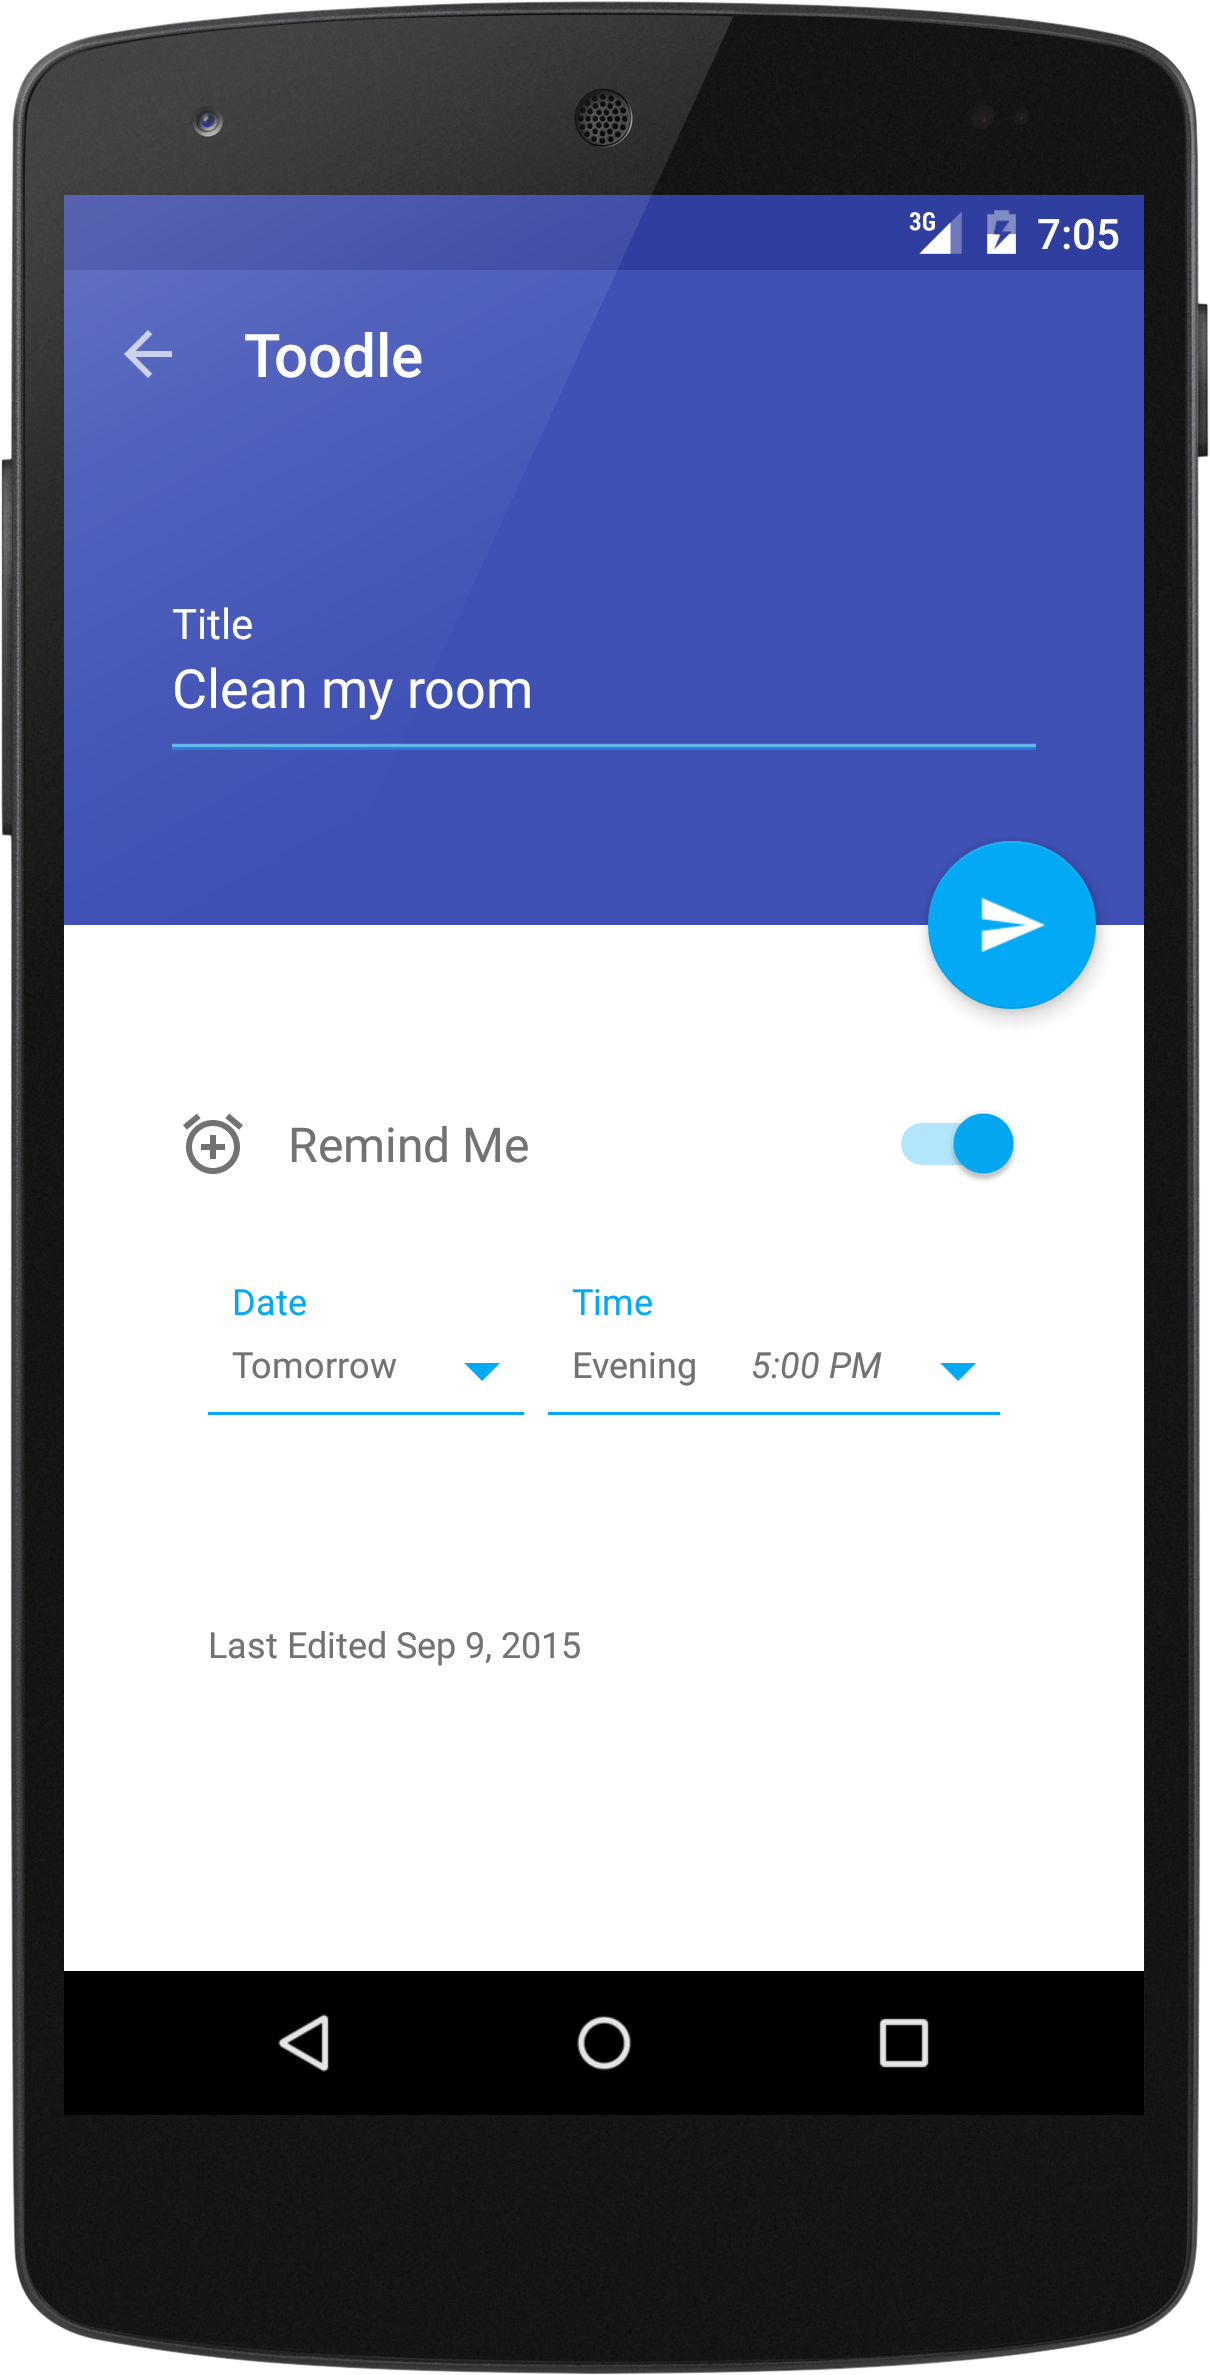 3G 7:05
Toodle
Title
Clean my room
Remind Me
Date Time
Tomorrow Evening 5:00 PM
Last Edited Sep 9, 2015